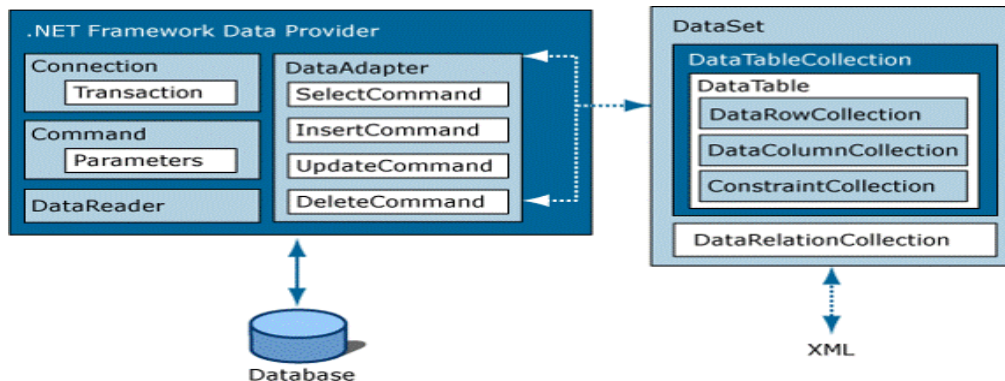 .NET Framework Data Provider
Connection
Transaction
Command
Parameters
DataReader
DataAdapter
SelectCommand
InsertCommand
UpdateCommand
DeleteCommand
Database
DataSet
DataTableCollection
DataTable
DataRowCollection
DataColumnCollection
ConstraintCollection
DataRelationCollection
XML